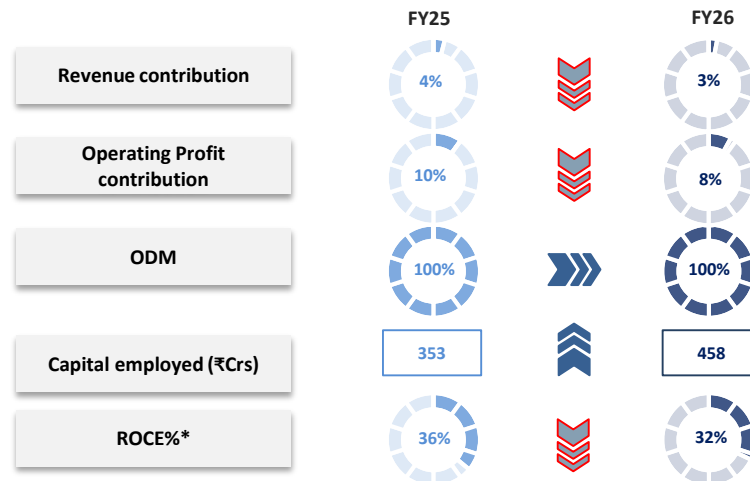 FY25 FY26
Revenue contribution 4% 3%
Operating Profit
contribution 10% 8%
ODM 100% 100%
Capital employed (₹Crs) 353 458
ROCE%* 36% 32%